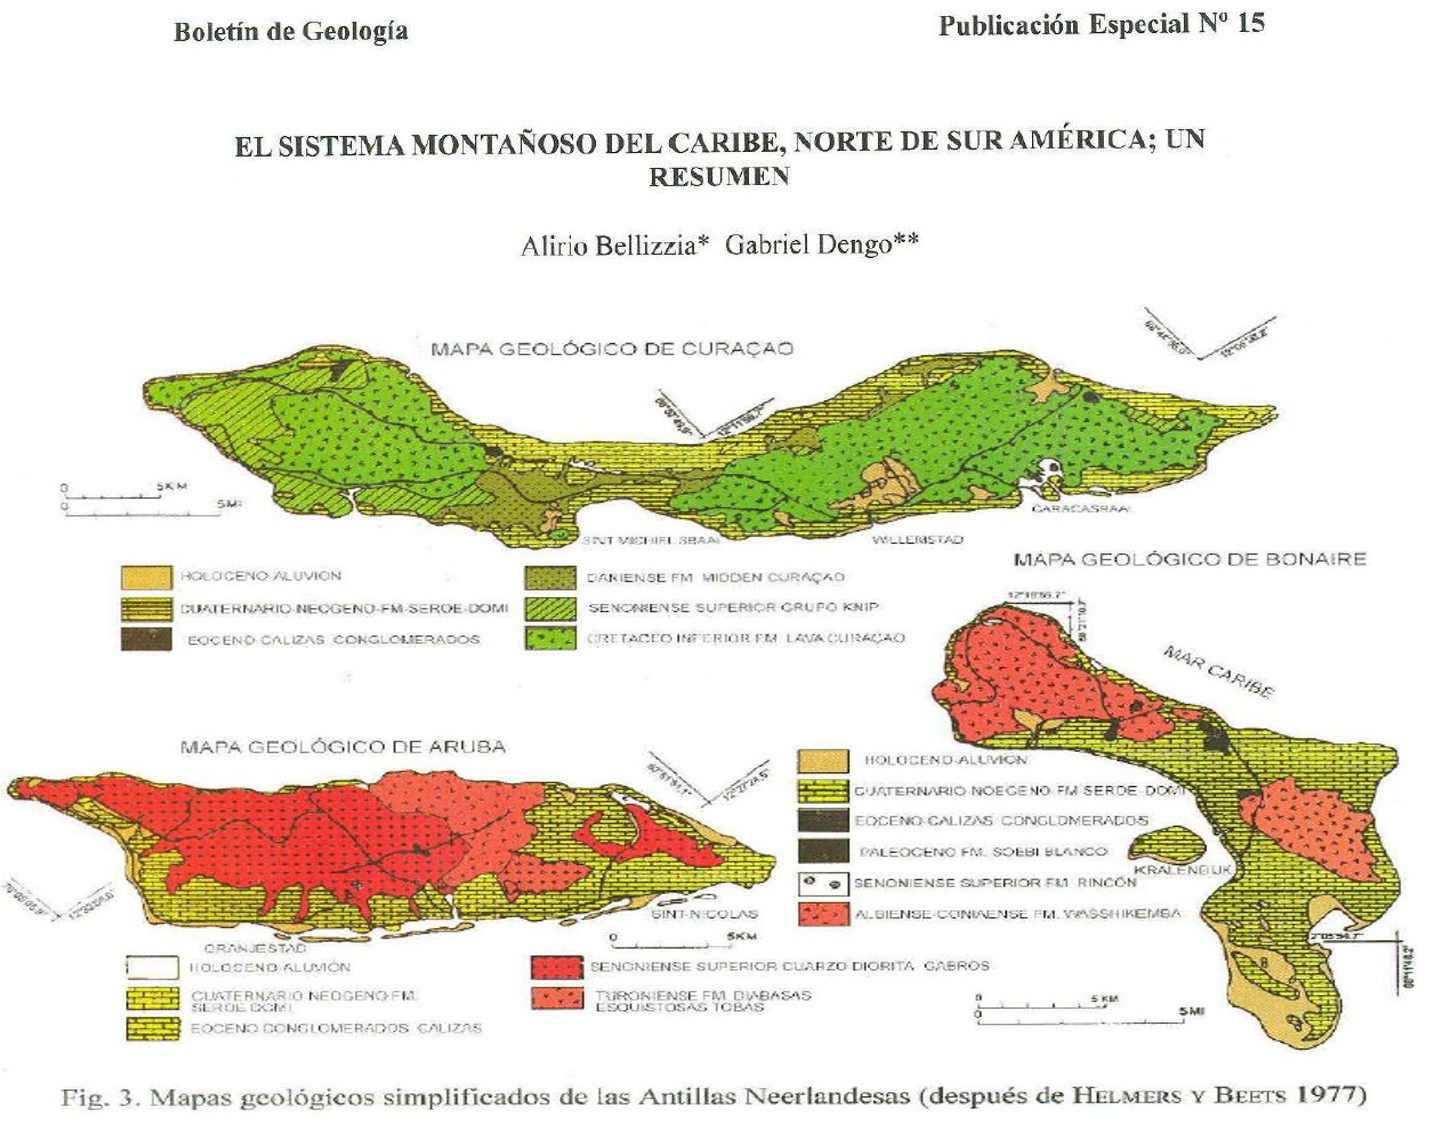 Boletín de Geología
Publicación Especial Nº 15
EL SISTEMA MONTAÑOSO DEL CARIBE, NORTE DE SUR AMÉRICA; UN
RESUMEN
Alirio Bellizzia* Gabriel Dengo**
MAPA GEOLÓGICO DE CURAÇAO
0 5KM
0 5MI
SINT MICHIELSBAAI
WILLEMSTAD
CARACASBAAI
HOLOCENO-ALUVION
CUATERNARIO-NEOGENO-FM-SEROE-DOMI
EOCENO CALIZAS CONGLOMERADOS
DANIENSE FM MIDDEN CURAÇAO
SENONIENSE SUPERIOR GRUPO KNIP
CRETACEO INFERIOR FM LAVA CURAÇAO
MAPA GEOLÓGICO DE BONAIRE
MAR CARIBE
KRALENDIJK
HOLOCENO-ALUVION
CUATERNARIO-NOEGENO-FM-SEROE-DOMI
EOCENO-CALIZAS CONGLOMERADOS
PALEOCENO FM. SOEBI BLANCO
SENONIENSE SUPERIOR FM RINCÓN
ALBIENSE-CONIAENSE FM. WASSHIKEMBA
0 5 KM
0 5MI
MAPA GEOLÓGICO DE ARUBA
ORANJESTAD
SINT-NICOLAS
0 5KM
HOLOCENO-ALUVIÓN
CUATERNARIO NEOGENO FM.
SEROE DOMI
EOCENO CONGLOMERADOS CALIZAS
SENONIENSE SUPERIOR CUARZO DIORITA GABROS
TURONIENSE FM DIABASAS
ESQUISTOSAS TOBAS
Fig. 3. Mapas geológicos simplificados de las Antillas Neerlandesas (después de HELMERS Y BEETS 1977)